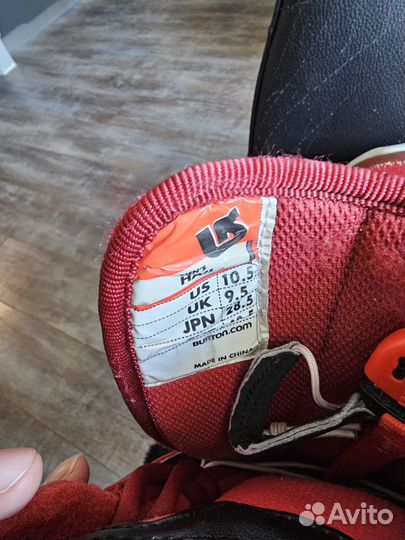 US 10.5
UK 9.5
JPN 28.5
BURTON.com
MADE IN CHINA
Avito